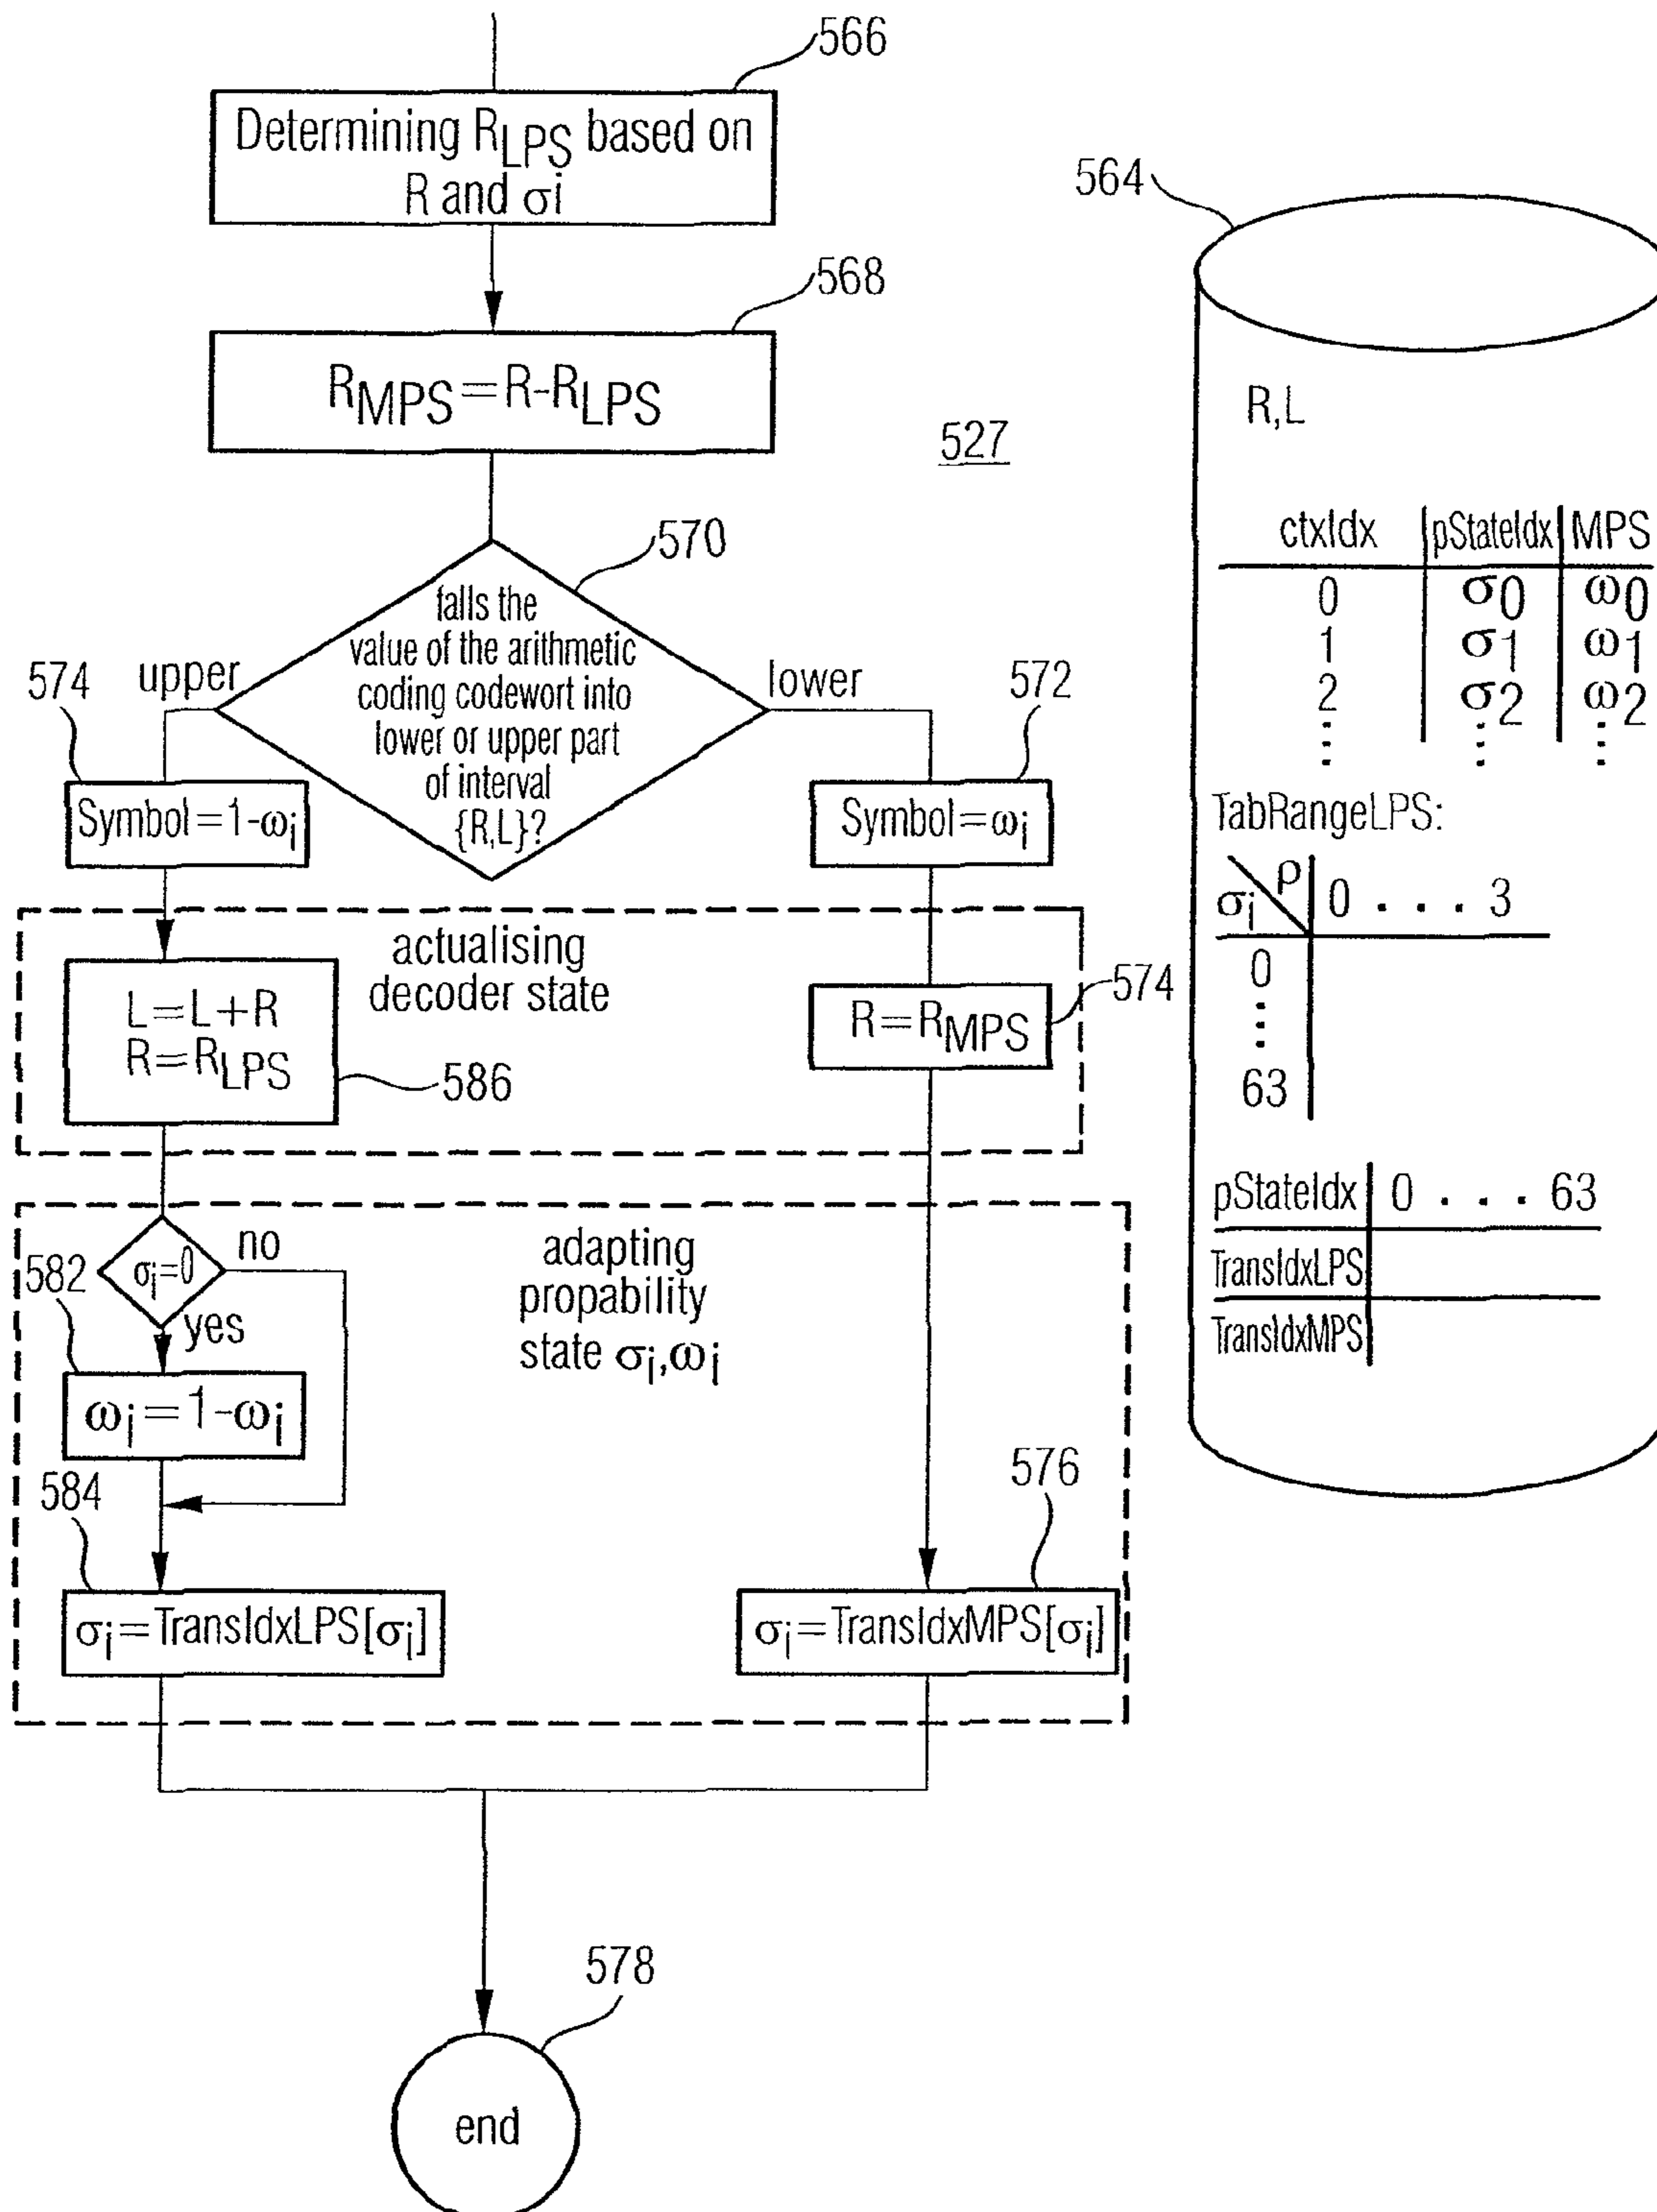 566
Determining RLPS based on
R and σi
568
RMPS=R-RLPS
527
570
falls the
value of the arithmetic
coding codewort into
lower or upper part
of interval
{R,L}?
574
upper
lower
572
Symbol=1-ωi
Symbol=ωi
actualising
decoder state
L=L+R
R=RLPS
586
R=RMPS
574
582
σi=0
no
yes
adapting
propability
state σi,ωi
ωi=1-ωi
584
576
σi=TransIdxLPS[σi]
σi=TransIdxMPS[σi]
578
end
564
R,L
ctxIdx pStateIdx MPS
0 σ0 ω0
1 σ1 ω1
2 σ2 ω2
⋮ ⋮ ⋮
TabRangeLPS:
σi ρ 0 . . . 3
0
⋮
63
pStateIdx 0 . . . 63
TransIdxLPS
TransIdxMPS